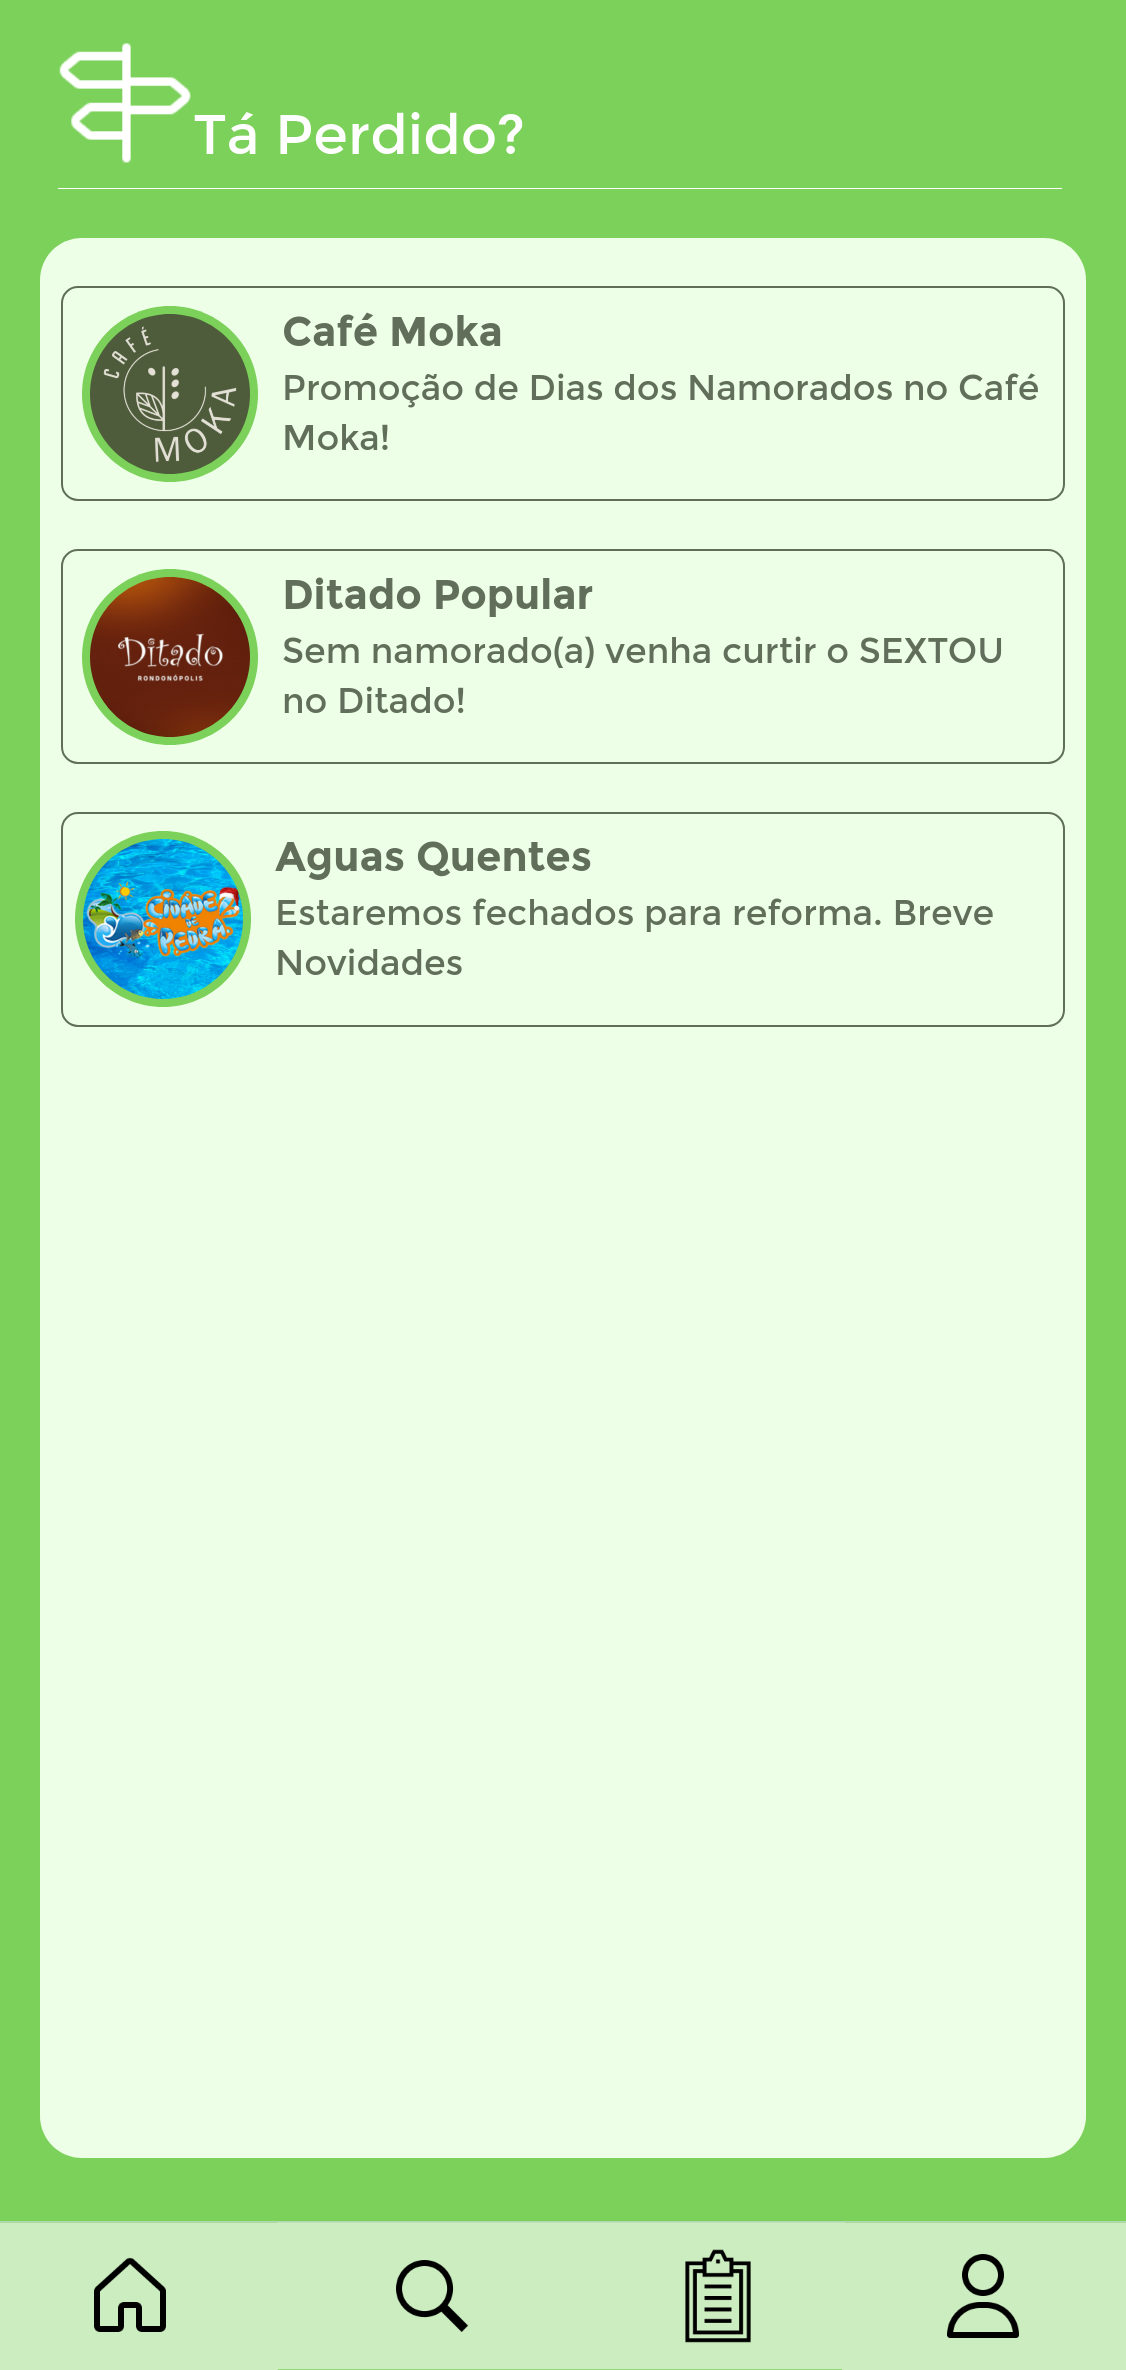 Tá Perdido?
CAFÉ
MOKA
Café Moka
Promoção de Dias dos Namorados no Café
Moka!
Ditado
RONDONÓPOLIS
Ditado Popular
Sem namorado(a) venha curtir o SEXTOU
no Ditado!
CIDADE
DE
PEDRA
Aguas Quentes
Estaremos fechados para reforma. Breve
Novidades